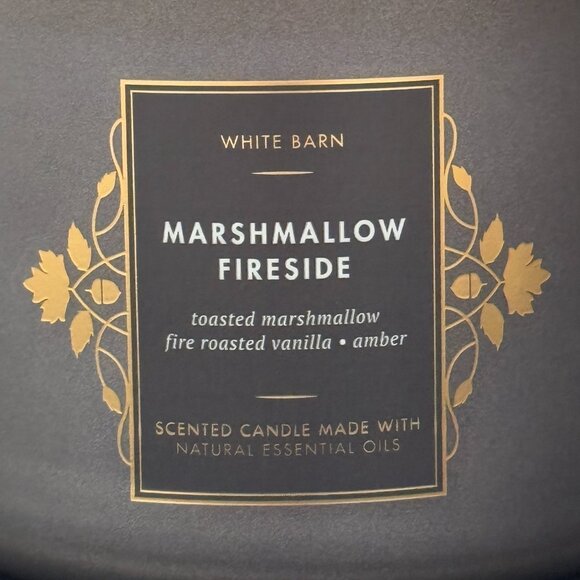 WHITE BARN
MARSHMALLOW
FIRESIDE
toasted marshmallow
fire roasted vanilla • amber
SCENTED CANDLE MADE WITH
NATURAL ESSENTIAL OILS